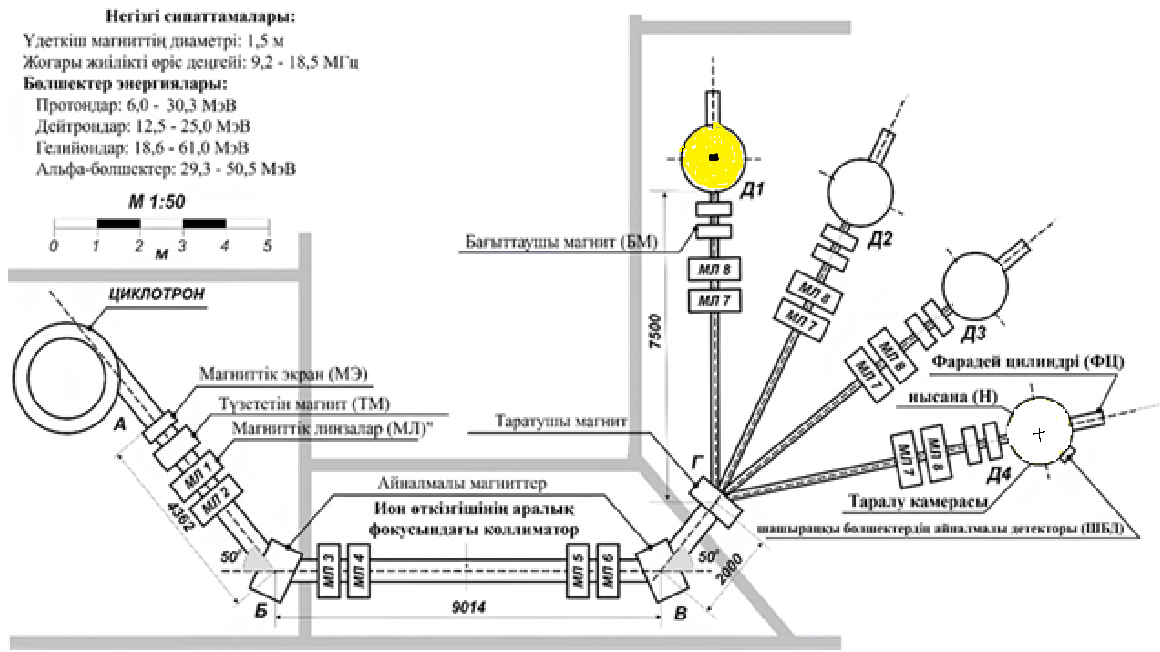 Негізгі сипаттамалары:
Үдеткіш магниттің диаметрі: 1,5 м
Жоғары жиілікті өріс деңгейі: 9,2 - 18,5 МГц
Бөлшектер энергиялары:
Протондар: 6,0 - 30,3 МэВ
Дейтрондар: 12,5 - 25,0 МэВ
Гелийондар: 18,6 - 61,0 МэВ
Альфа-бөлшектер: 29,3 - 50,5 МэВ
М 1:50
0 1 2 3 4 5
м
ЦИКЛОТРОН
А
Магниттік экран (МЭ)
Түзететін магнит (ТМ)
Магниттік линзалар (МЛ)"
МЛ 1
МЛ 2
4362
50°
Б
Айналмалы магниттер
Ион өткізгішінің аралық
фокусындағы коллиматор
МЛ 3
МЛ 4
МЛ 5
МЛ 6
9014
В
50°
2000
Г
Таратушы магнит
7500
Бағыттаушы магнит (БМ)
Д1
МЛ 8
МЛ 7
Д2
МЛ 8
МЛ 7
Д3
МЛ 8
МЛ 7
Фарадей цилиндрі (ФЦ)
нысана (Н)
Д4
МЛ 7
МЛ 8
Таралу камерасы
шашыраңқы бөлшектердің айналмалы детекторы (ШБД)